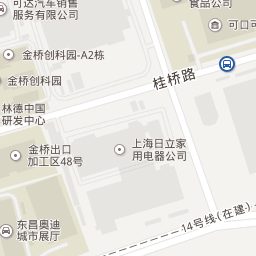 可达汽车销售
服务有限公司
食品公司
可口可
金桥创科园-A2栋
金桥创科园
桂桥路
林德中国
研发中心
金桥出口
加工区48号
上海日立家
用电器公司
东昌奥迪
城市展厅
14号线(在建)